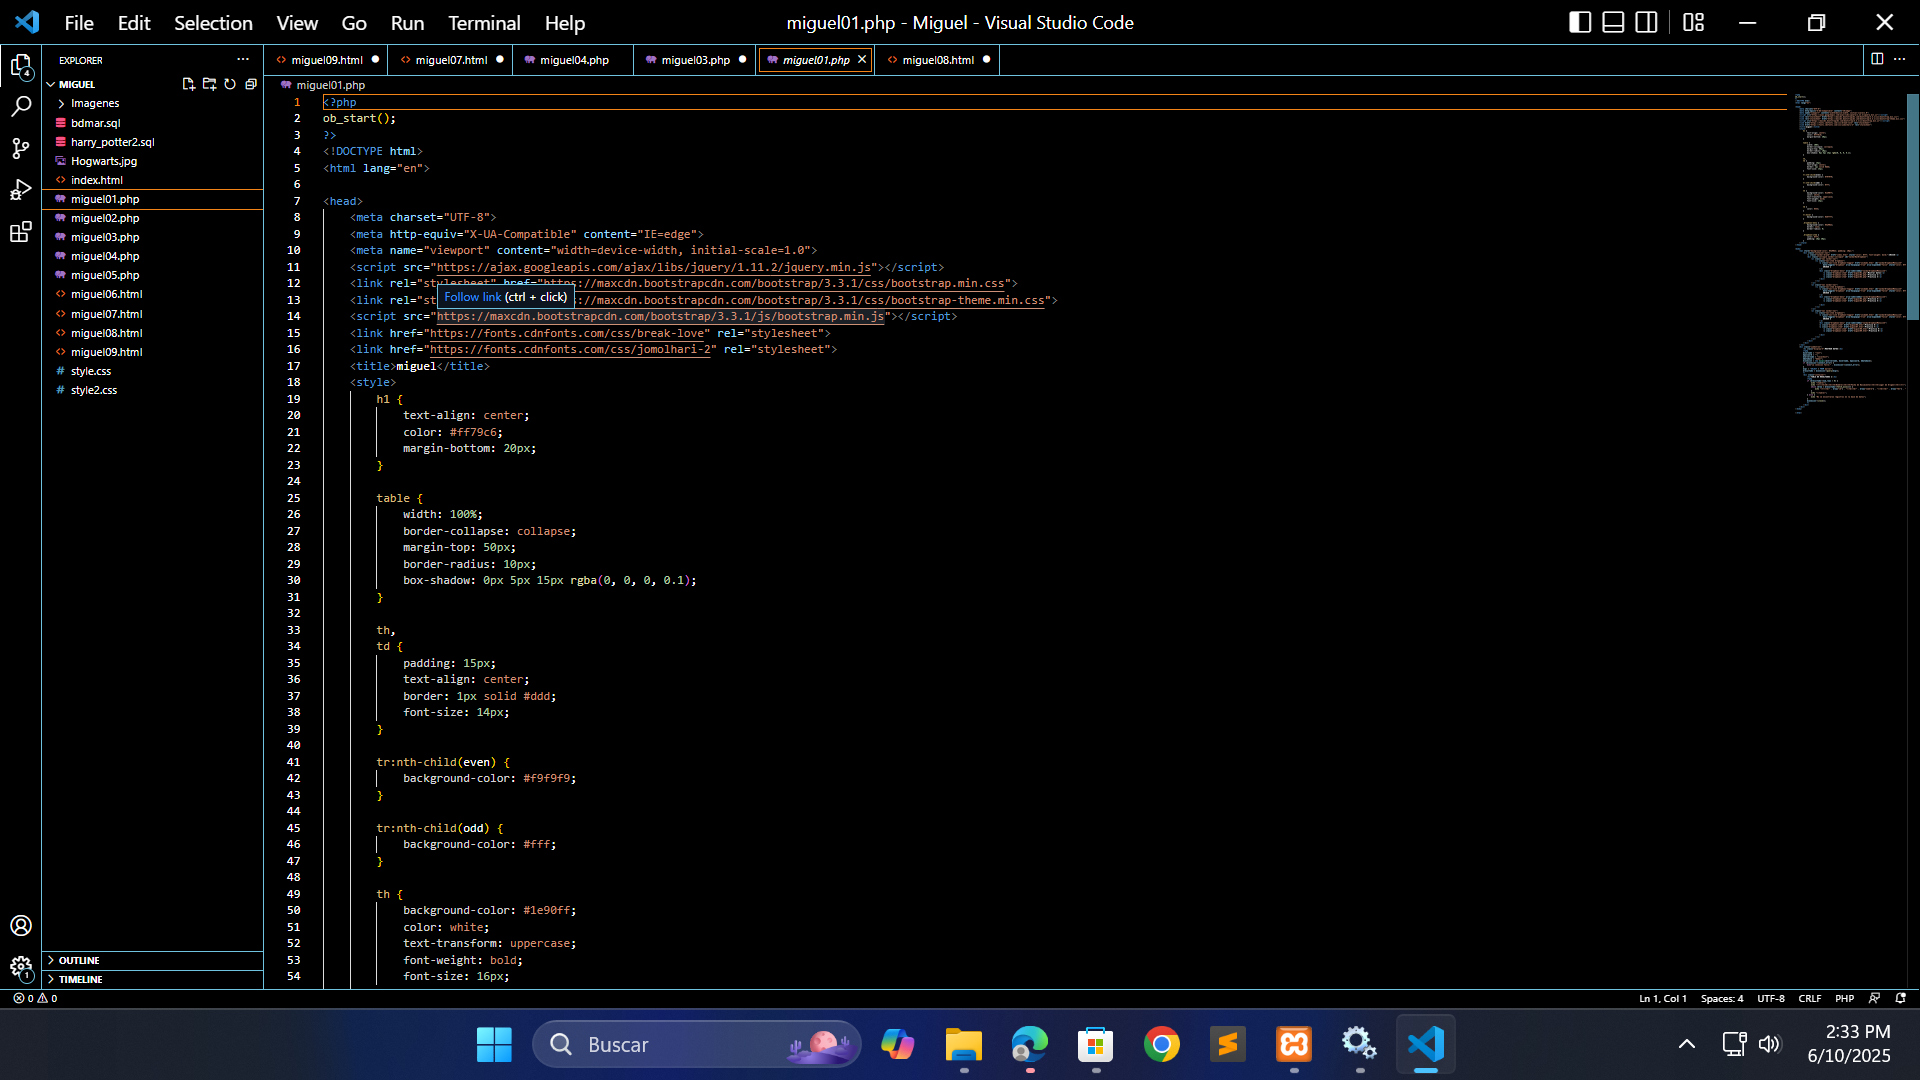 File Edit Selection View Go Run Terminal Help
miguel01.php - Miguel - Visual Studio Code
EXPLORER
4
MIGUEL
Imagenes
bdmar.sql
harry_potter2.sql
Hogwarts.jpg
index.html
miguel01.php
miguel02.php
miguel03.php
miguel04.php
miguel05.php
miguel06.html
miguel07.html
miguel08.html
miguel09.html
style.css
style2.css
OUTLINE
TIMELINE
1
miguel09.html miguel07.html miguel04.php miguel03.php miguel01.php miguel08.html
miguel01.php
1 <?php
2 ob_start();
3 ?>
4 <!DOCTYPE html>
5 <html lang="en">
6
7 <head>
8 <meta charset="UTF-8">
9 <meta http-equiv="X-UA-Compatible" content="IE=edge">
10 <meta name="viewport" content="width=device-width, initial-scale=1.0">
11 <script src="https://ajax.googleapis.com/ajax/libs/jquery/1.11.2/jquery.min.js"></script>
12 <link rel="stylesheet" href="https://maxcdn.bootstrapcdn.com/bootstrap/3.3.1/css/bootstrap.min.css">
13 <link rel="st ://maxcdn.bootstrapcdn.com/bootstrap/3.3.1/css/bootstrap-theme.min.css">
Follow link (ctrl + click)
14 <script src="https://maxcdn.bootstrapcdn.com/bootstrap/3.3.1/js/bootstrap.min.js"></script>
15 <link href="https://fonts.cdnfonts.com/css/break-love" rel="stylesheet">
16 <link href="https://fonts.cdnfonts.com/css/jomolhari-2" rel="stylesheet">
17 <title>miguel</title>
18 <style>
19 h1 {
20 text-align: center;
21 color: #ff79c6;
22 margin-bottom: 20px;
23 }
24
25 table {
26 width: 100%;
27 border-collapse: collapse;
28 margin-top: 50px;
29 border-radius: 10px;
30 box-shadow: 0px 5px 15px rgba(0, 0, 0, 0.1);
31 }
32
33 th,
34 td {
35 padding: 15px;
36 text-align: center;
37 border: 1px solid #ddd;
38 font-size: 14px;
39 }
40
41 tr:nth-child(even) {
42 background-color: #f9f9f9;
43 }
44
45 tr:nth-child(odd) {
46 background-color: #fff;
47 }
48
49 th {
50 background-color: #1e90ff;
51 color: white;
52 text-transform: uppercase;
53 font-weight: bold;
54 font-size: 16px;
0 0
Ln 1, Col 1 Spaces: 4 UTF-8 CRLF PHP
Buscar
2:33 PM
6/10/2025